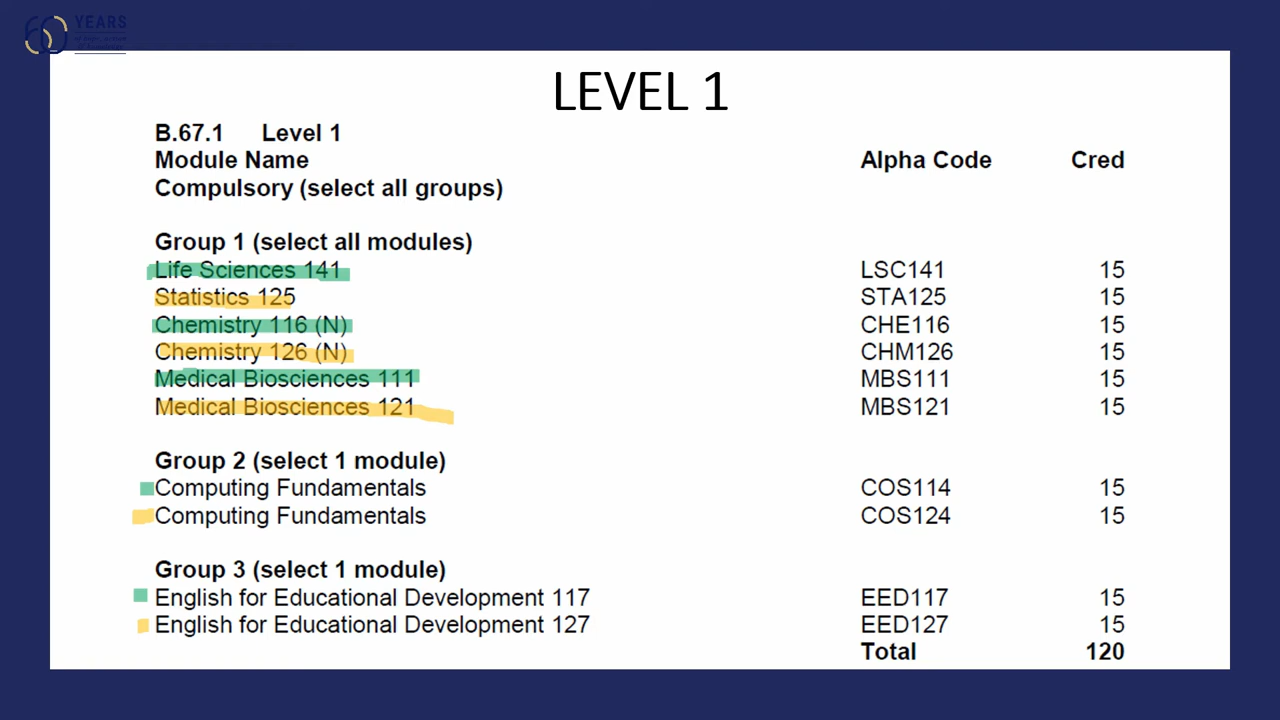 60 YEARS
LEVEL 1
B.67.1 Level 1
Module Name Alpha Code Cred
Compulsory (select all groups)
Group 1 (select all modules)
Life Sciences 141 LSC141 15
Statistics 125 STA125 15
Chemistry 116 (N) CHE116 15
Chemistry 126 (N) CHM126 15
Medical Biosciences 111 MBS111 15
Medical Biosciences 121 MBS121 15
Group 2 (select 1 module)
Computing Fundamentals COS114 15
Computing Fundamentals COS124 15
Group 3 (select 1 module)
English for Educational Development 117 EED117 15
English for Educational Development 127 EED127 15
Total 120